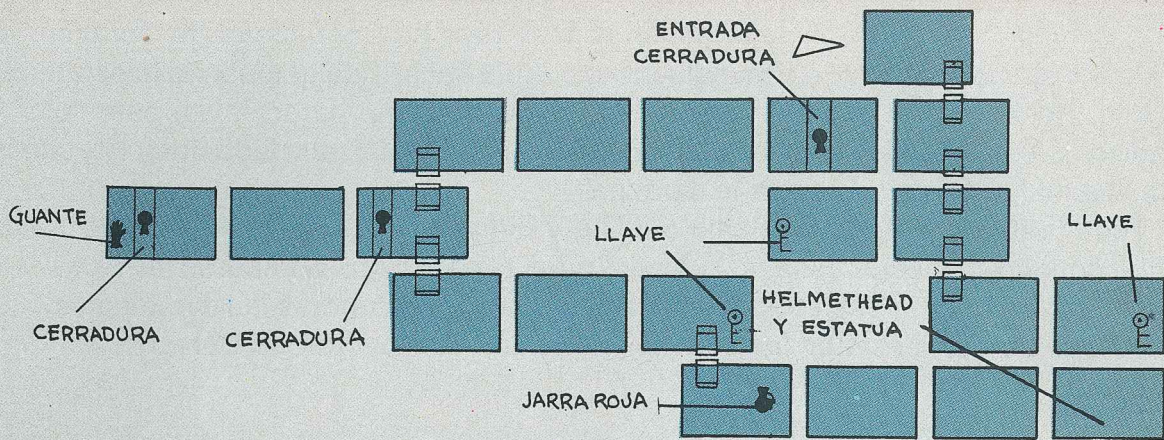 ENTRADA
CERRADURA
GUANTE
LLAVE
LLAVE
HELMETHEAD
Y ESTATUA
CERRADURA
CERRADURA
JARRA ROJA